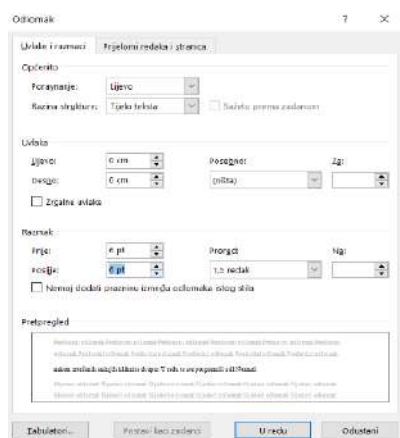 Odlomak ? ×
Uvlake i razmaci Prijelomi redaka i stranica
Općenito
Poravnanje: Lijevo
Razina strukture: Tijelo teksta Sažeto prema zadanom
Uvlaka
Lijevo: 0 cm Posebno: Za:
Desno: 0 cm (ništa)
Zrcalne uvlake
Razmak
Prije: 6 pt Prored: Na:
Poslije: 6 pt 1,5 redak
Nemoj dodati prazninu između odlomaka istog stila
Pretpregled
Tabulatori... Postavi kao zadano U redu Odustani